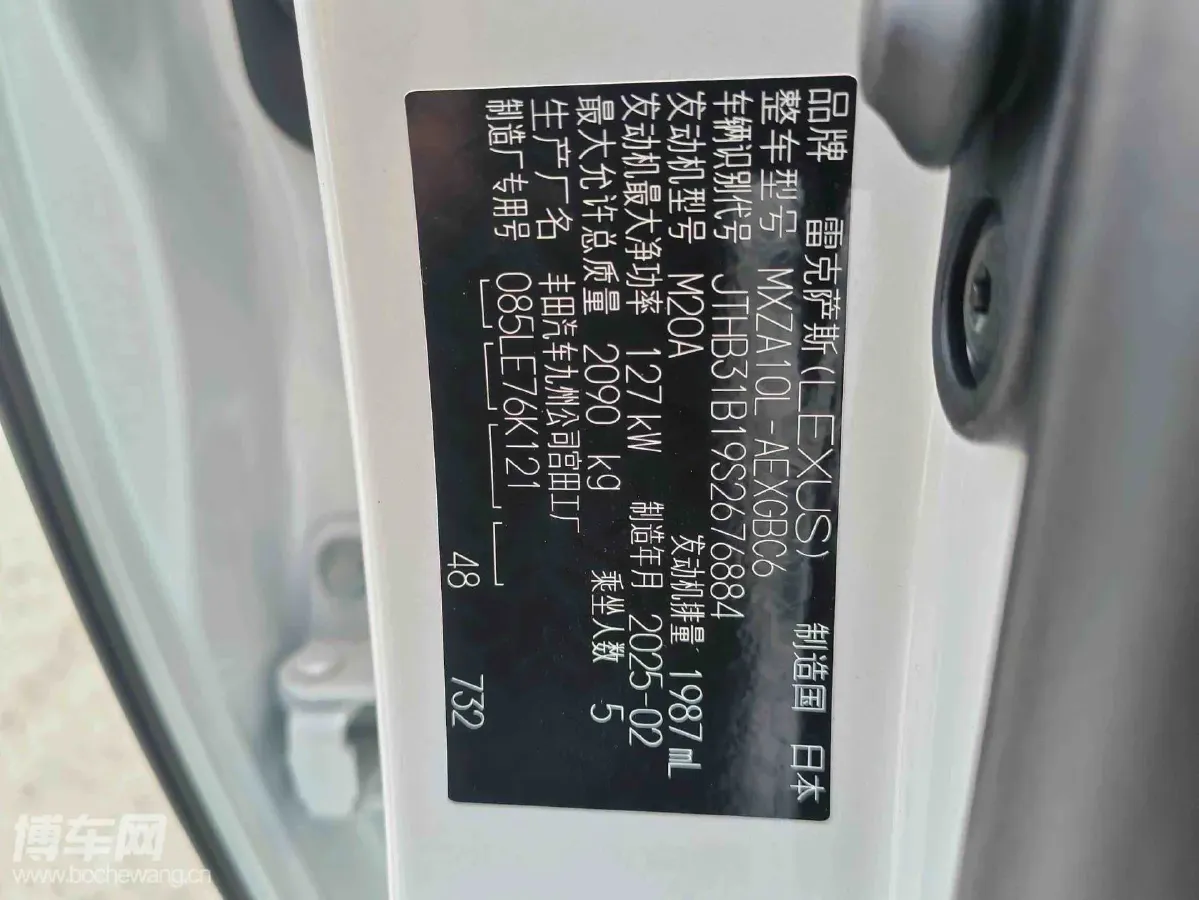 品牌 雷克萨斯(LEXUS) 制造国 日本
整车型号 MXZA10L-AEXGBC6
车辆识别代号 JTHB31B19S2676884
发动机型号 M20A 发动机排量 1987 mL
发动机最大净功率 127 kW 制造年月 2025-02
最大允许总质量 2090 kg 乘坐人数 5
生产厂名 丰田汽车九州公司宫田工厂
制造厂专用号 085LE76K121
48 732
博车网
www.bochewang.cn